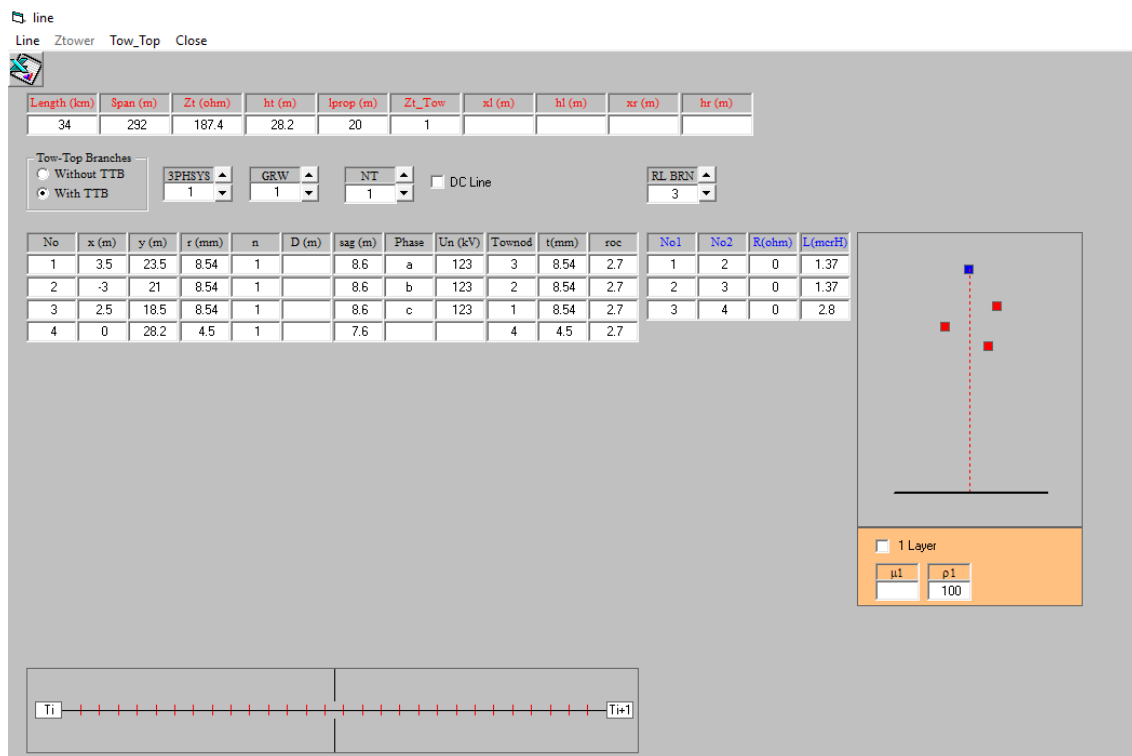 line
Line Ztower Tow_Top Close
Length (km) Span (m) Zt (ohm) ht (m) lprop (m) Zt_Tow xl (m) hl (m) xr (m) hr (m)
34 292 187.4 28.2 20 1
Tow-Top Branches
Without TTB
With TTB
3PHSYS
1
GRW
1
NT
1
DC Line
RL BRN
3
No x (m) y (m) r (mm) n D (m) sag (m) Phase Un (kV) Townod t(mm) roc No1 No2 R(ohm) L(mcrH)
1 3.5 23.5 8.54 1 8.6 a 123 3 8.54 2.7 1 2 0 1.37
2 -3 21 8.54 1 8.6 b 123 2 8.54 2.7 2 3 0 1.37
3 2.5 18.5 8.54 1 8.6 c 123 1 8.54 2.7 3 4 0 2.8
4 0 28.2 4.5 1 7.6 4 4.5 2.7
1 Layer
μ1 ρ1
100
Ti Ti+1